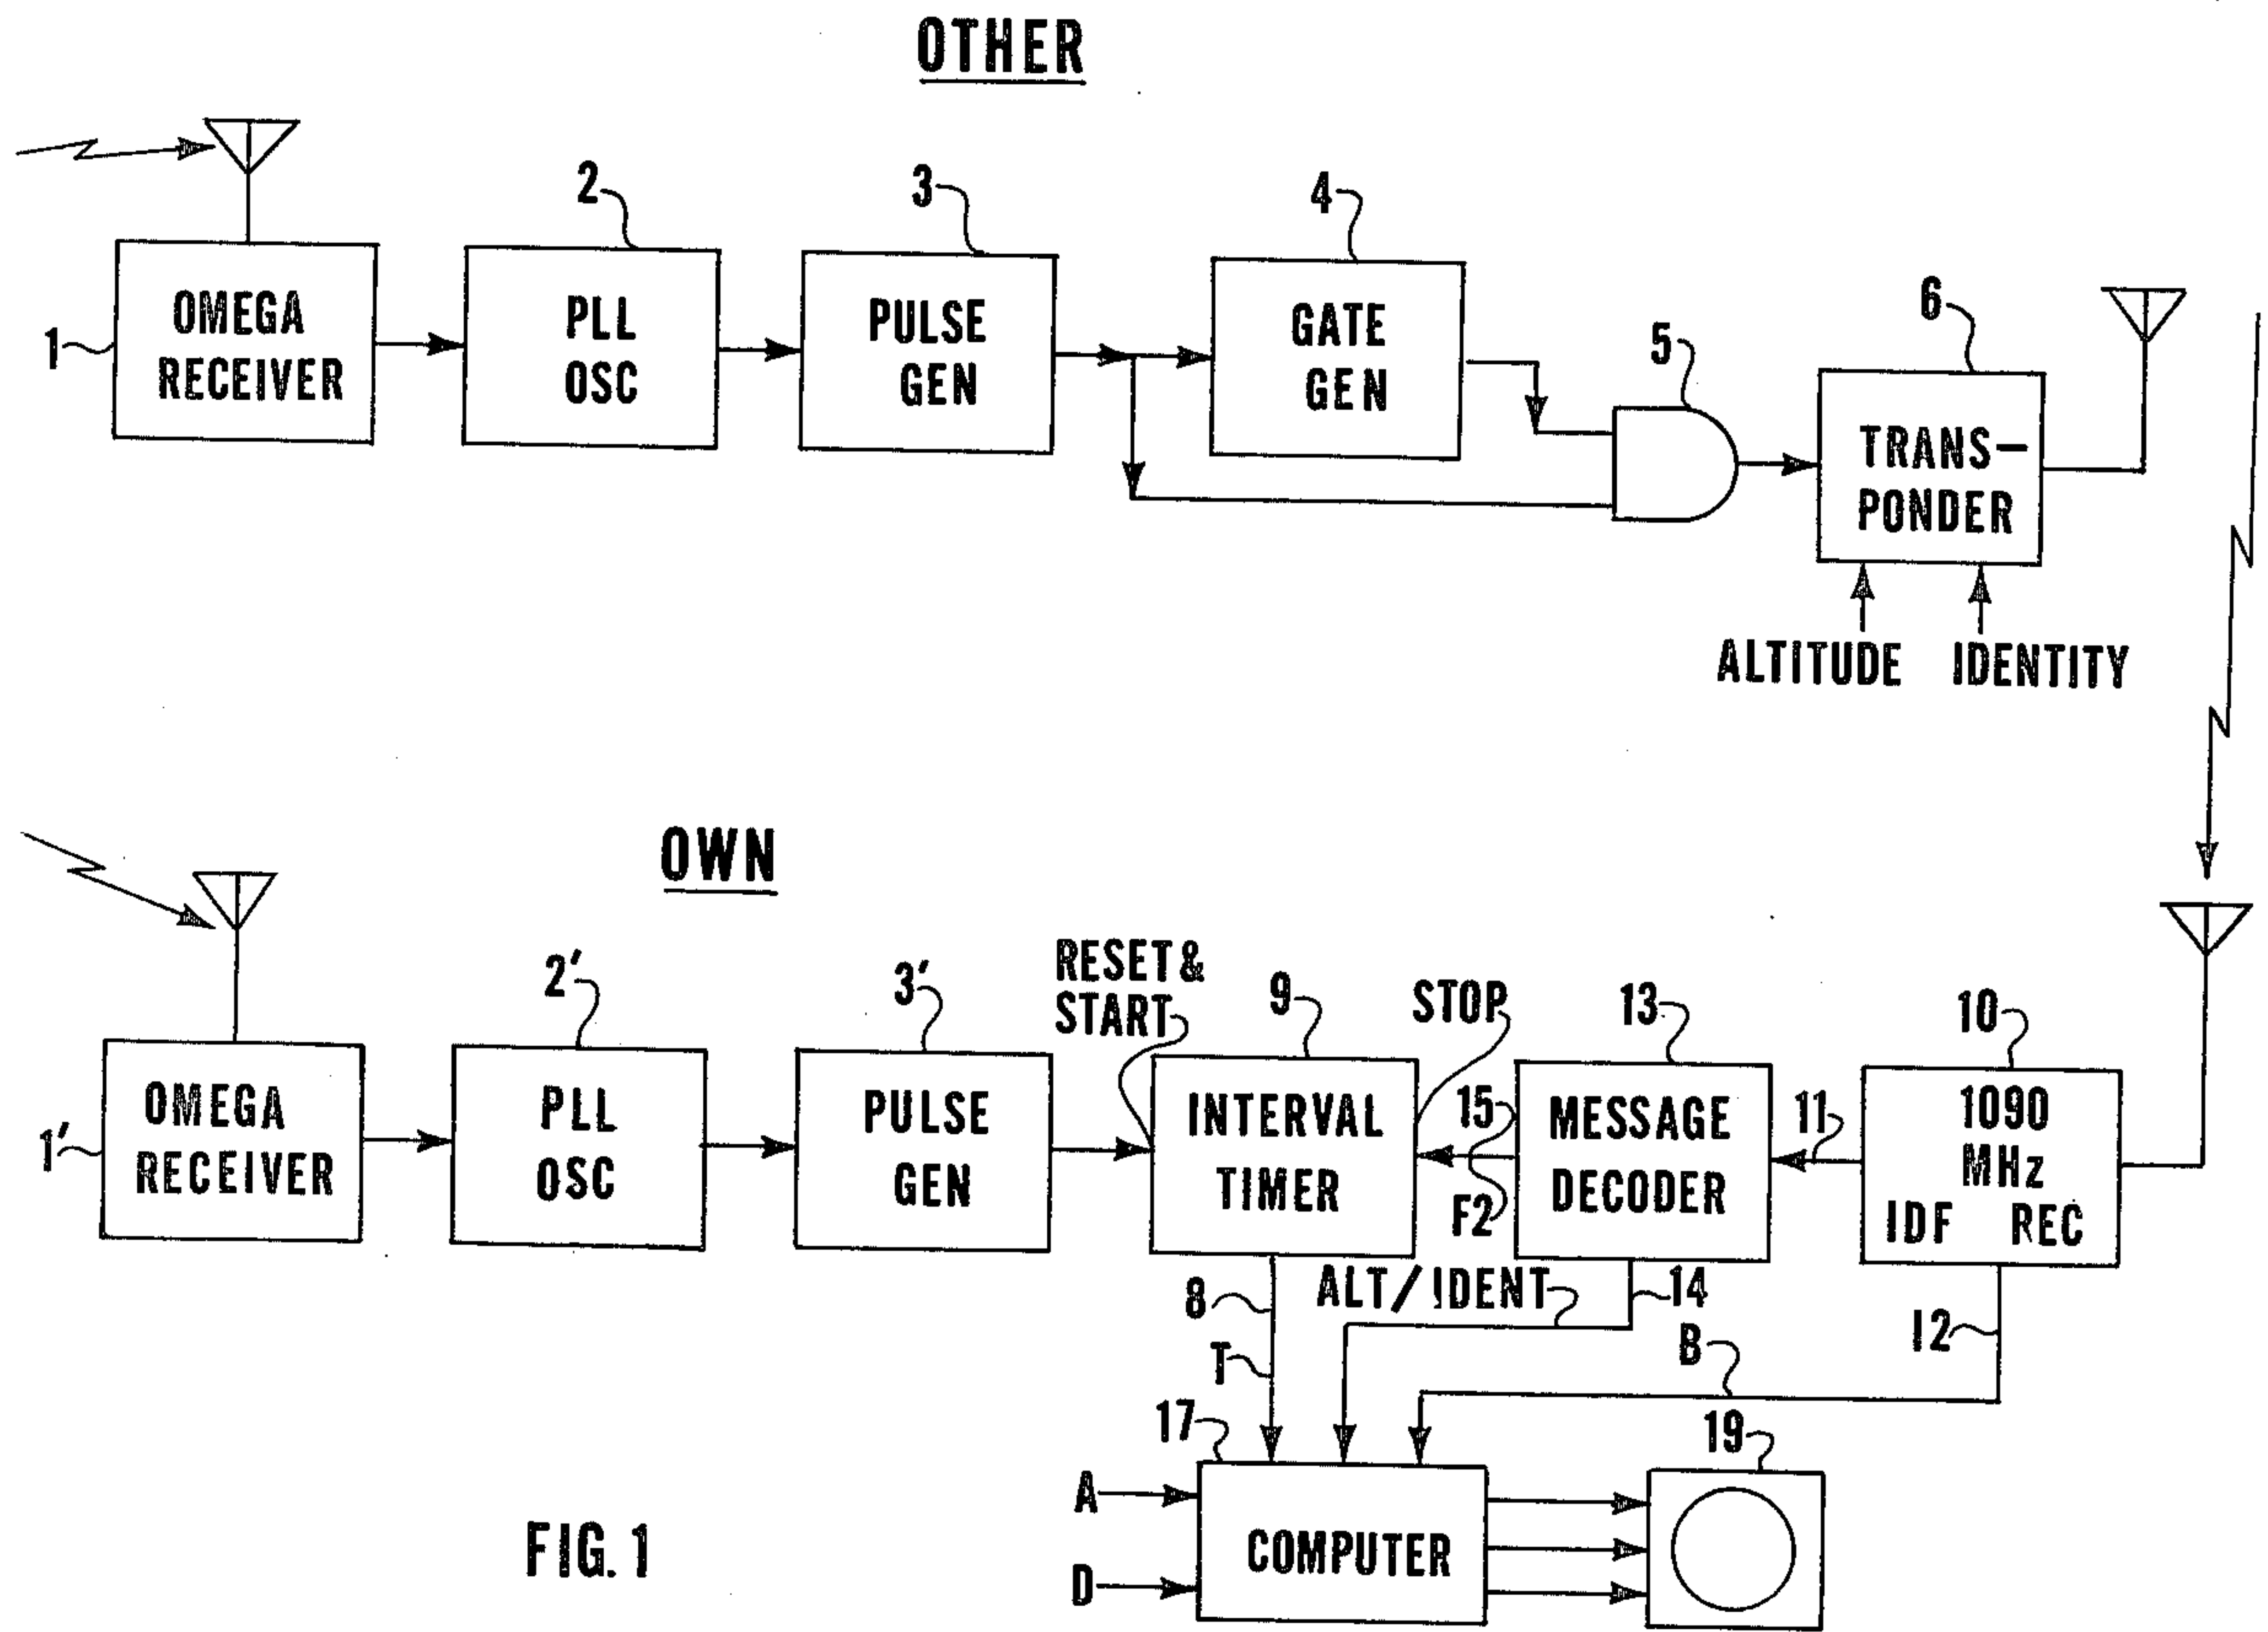 OTHER
2
3
4
6
5
1
OMEGA
RECEIVER
PLL
OSC
PULSE
GEN
GATE
GEN
TRANS-
PONDER
ALTITUDE IDENTITY
OWN
RESET &
START
2'
3'
9
STOP
13
10
1'
OMEGA
RECEIVER
PLL
OSC
PULSE
GEN
INTERVAL
TIMER
15
F2
MESSAGE
DECODER
11
1090
MHz
IDF REC
8
ALT/IDENT
14
12
T
B
17
19
A
D
COMPUTER
FIG. 1